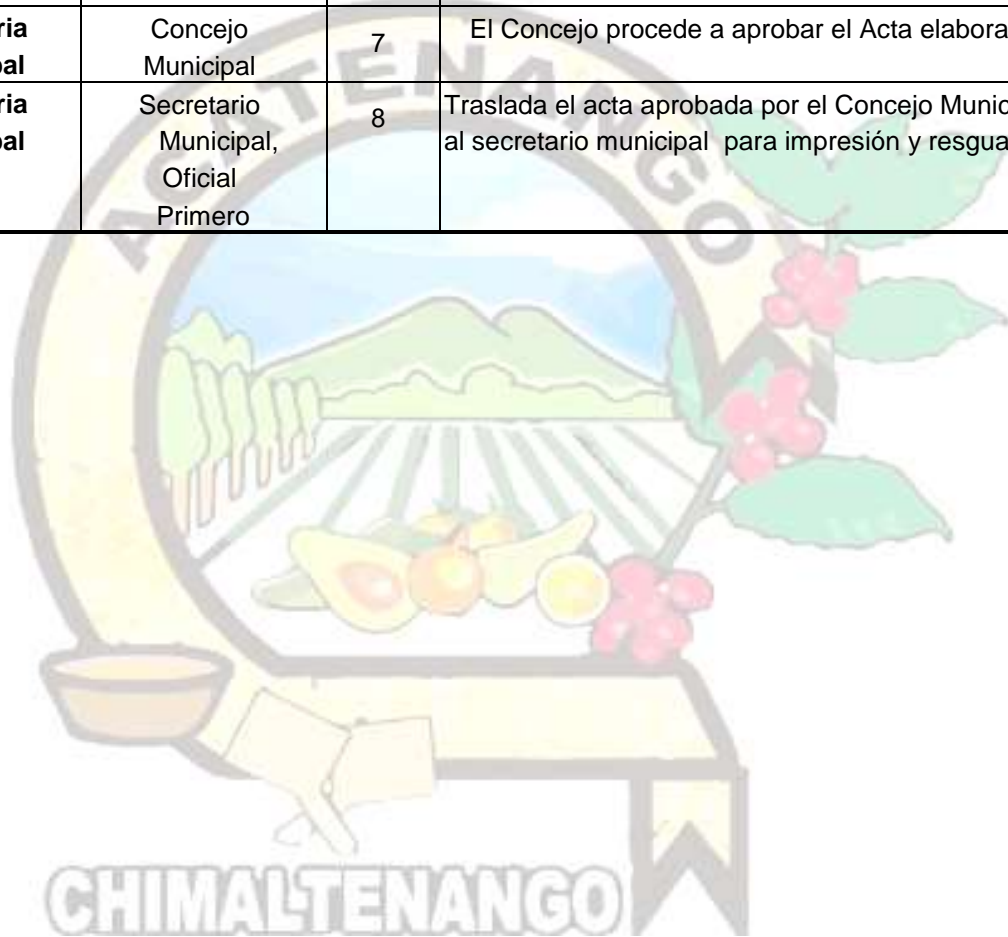 ria
pal
Concejo
Municipal
7
El Concejo procede a aprobar el Acta elabora
ria
pal
Secretario
Municipal,
Oficial
Primero
8
Traslada el acta aprobada por el Concejo Munic
al secretario municipal para impresión y resgua
ACATENANGO
CHIMALTENANGO